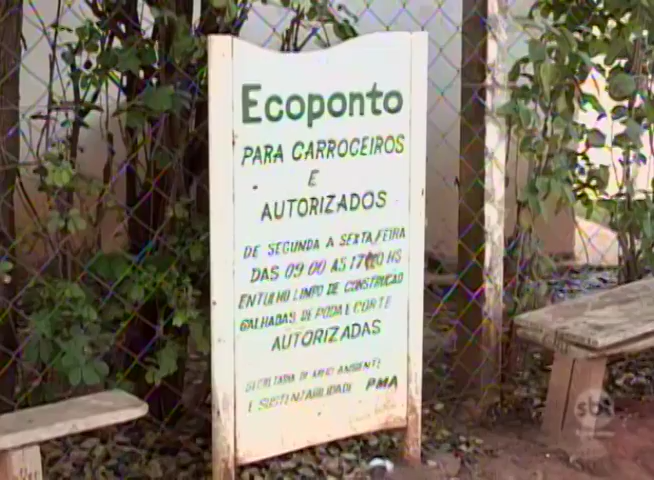 Ecoponto
PARA CARROCEIROS
E
AUTORIZADOS
DE SEGUNDA A SEXTA/FEIRA
DAS 09:00 AS 17:00 HS
ENTULHO LIMPO DE CONSTRUÇÃO
GALHADAS DE PODA E CORTE
AUTORIZADAS
SECRETARIA DE MEIO AMBIENTE
E SUSTENTABILIDADE PMA
sbt